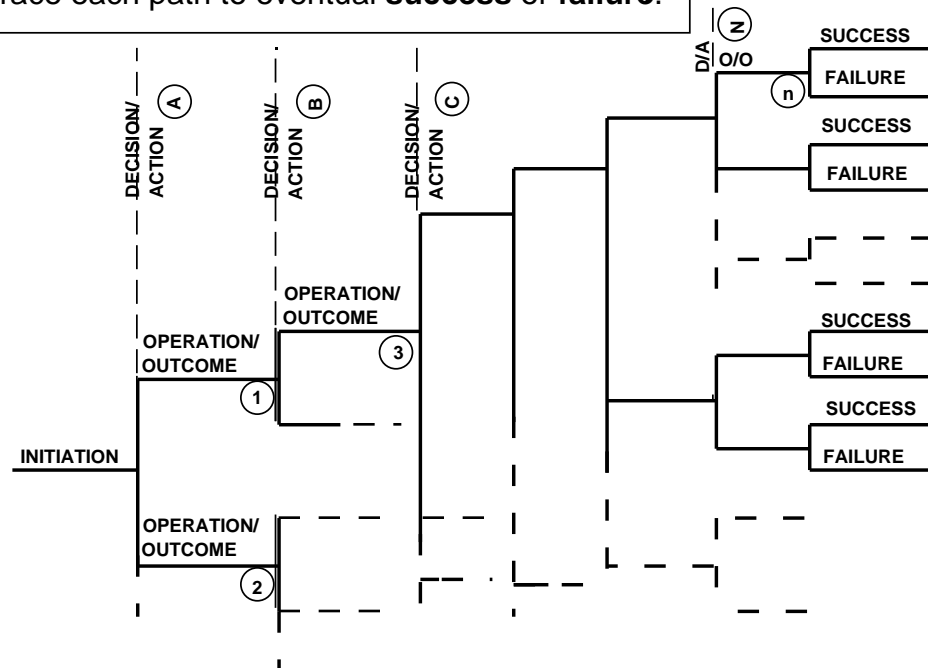 race each path to eventual success or failure.
D/A
N
O/O
SUCCESS
FAILURE
n
SUCCESS
FAILURE
DECISION/
ACTION
A
DECISION/
ACTION
B
DECISION/
ACTION
C
OPERATION/
OUTCOME
3
OPERATION/
OUTCOME
1
SUCCESS
FAILURE
SUCCESS
FAILURE
INITIATION
OPERATION/
OUTCOME
2